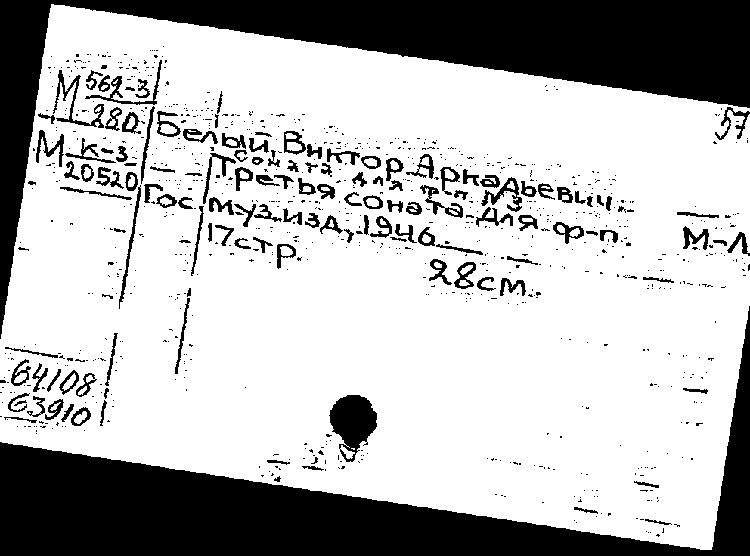 57
М 562-3
280
Белый, Виктор Аркадьевич.
М К-3
20520
Соната для ф-п №3
Третья соната для ф-п. М-Л
Гос. муз. изд, 1946.
17 стр. 28 см.
64108
63910